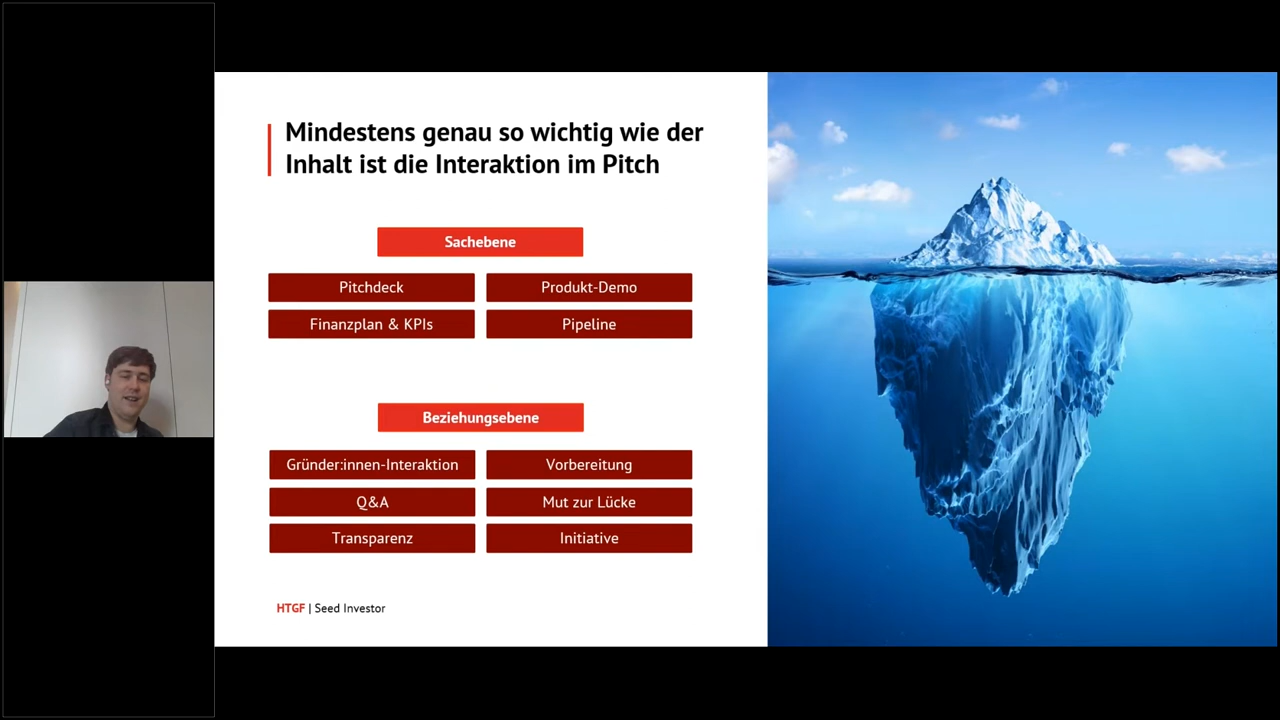 Mindestens genau so wichtig wie der
Inhalt ist die Interaktion im Pitch
Sachebene
Pitchdeck
Produkt-Demo
Finanzplan & KPIs
Pipeline
Beziehungsebene
Gründer:innen-Interaktion
Vorbereitung
Q&A
Mut zur Lücke
Transparenz
Initiative
HTGF | Seed Investor